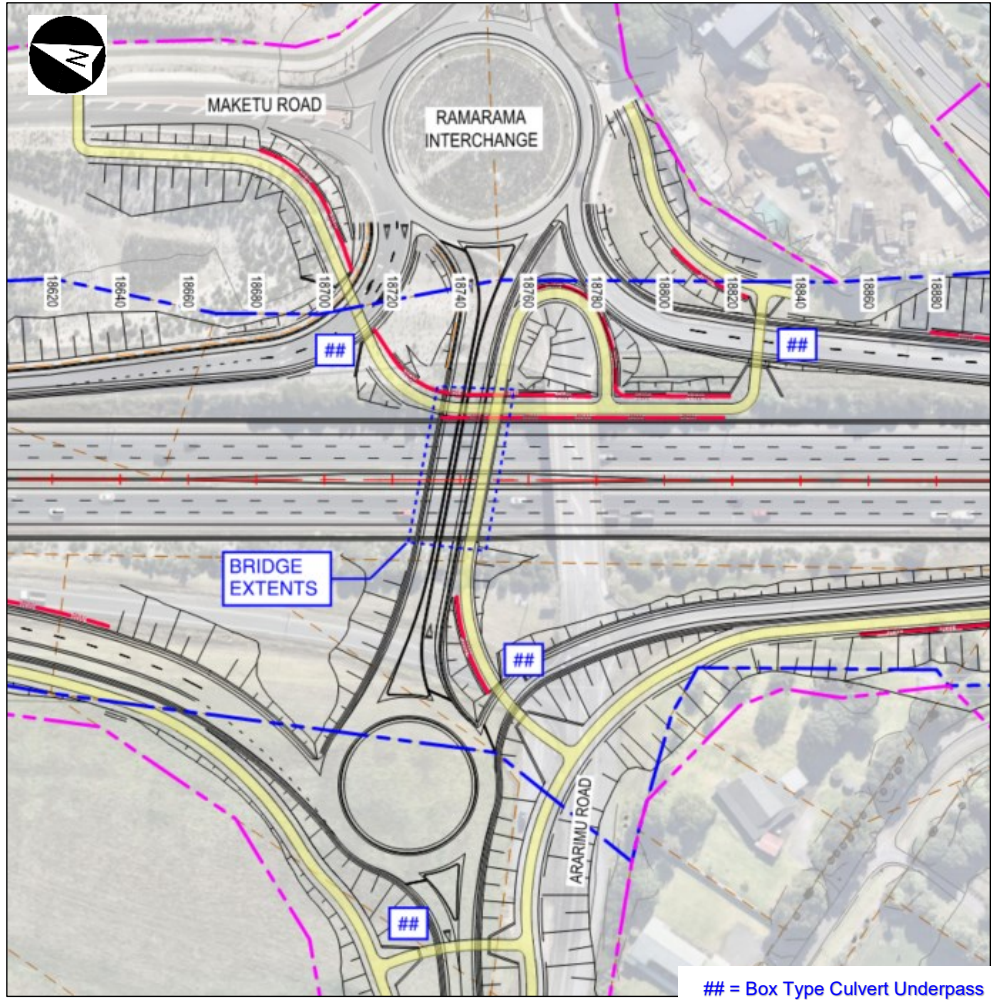 N
MAKETU ROAD
RAMARAMA
INTERCHANGE
18620
18640
18660
18680
18700
18720
18740
18760
18780
18800
18820
18840
18860
18880
##
##
BRIDGE
EXTENTS
##
ARARIMU ROAD
##
## = Box Type Culvert Underpass